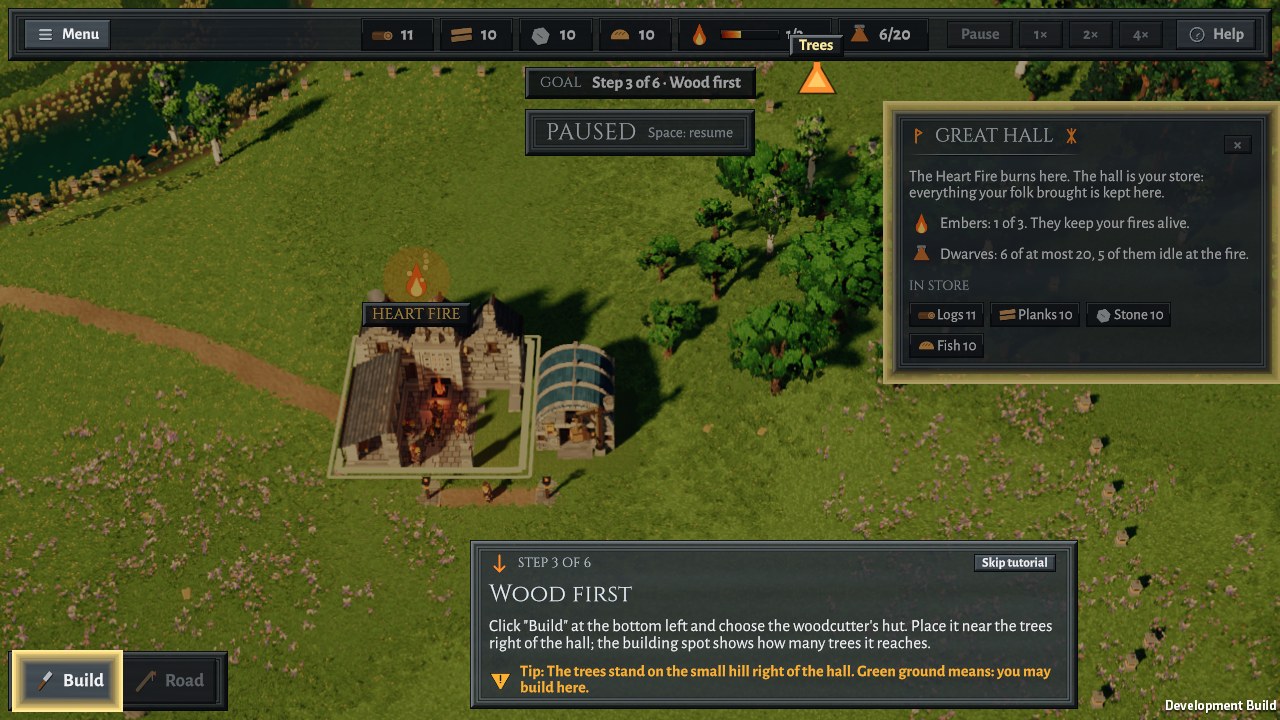 Menu
11
10
10
10
6/20
Pause
1×
2×
4×
Help
Trees
GOAL Step 3 of 6 · Wood first
PAUSED Space: resume
GREAT HALL
×
The Heart Fire burns here. The hall is your store:
everything your folk brought is kept here.
Embers: 1 of 3. They keep your fires alive.
Dwarves: 6 of at most 20, 5 of them idle at the fire.
IN STORE
Logs 11
Planks 10
Stone 10
Fish 10
HEART FIRE
STEP 3 OF 6
Skip tutorial
WOOD FIRST
Click "Build" at the bottom left and choose the woodcutter's hut. Place it near the trees
right of the hall; the building spot shows how many trees it reaches.
Tip: The trees stand on the small hill right of the hall. Green ground means: you may
build here.
Build
Road
Development Build